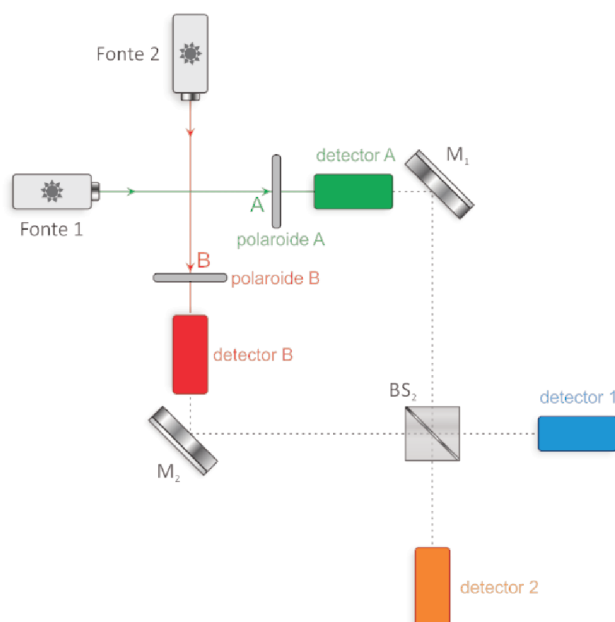 Fonte 2
detector A
M₁
A
Fonte 1
polaroide A
B
polaroide B
detector B
BS₂
detector 1
M₂
detector 2